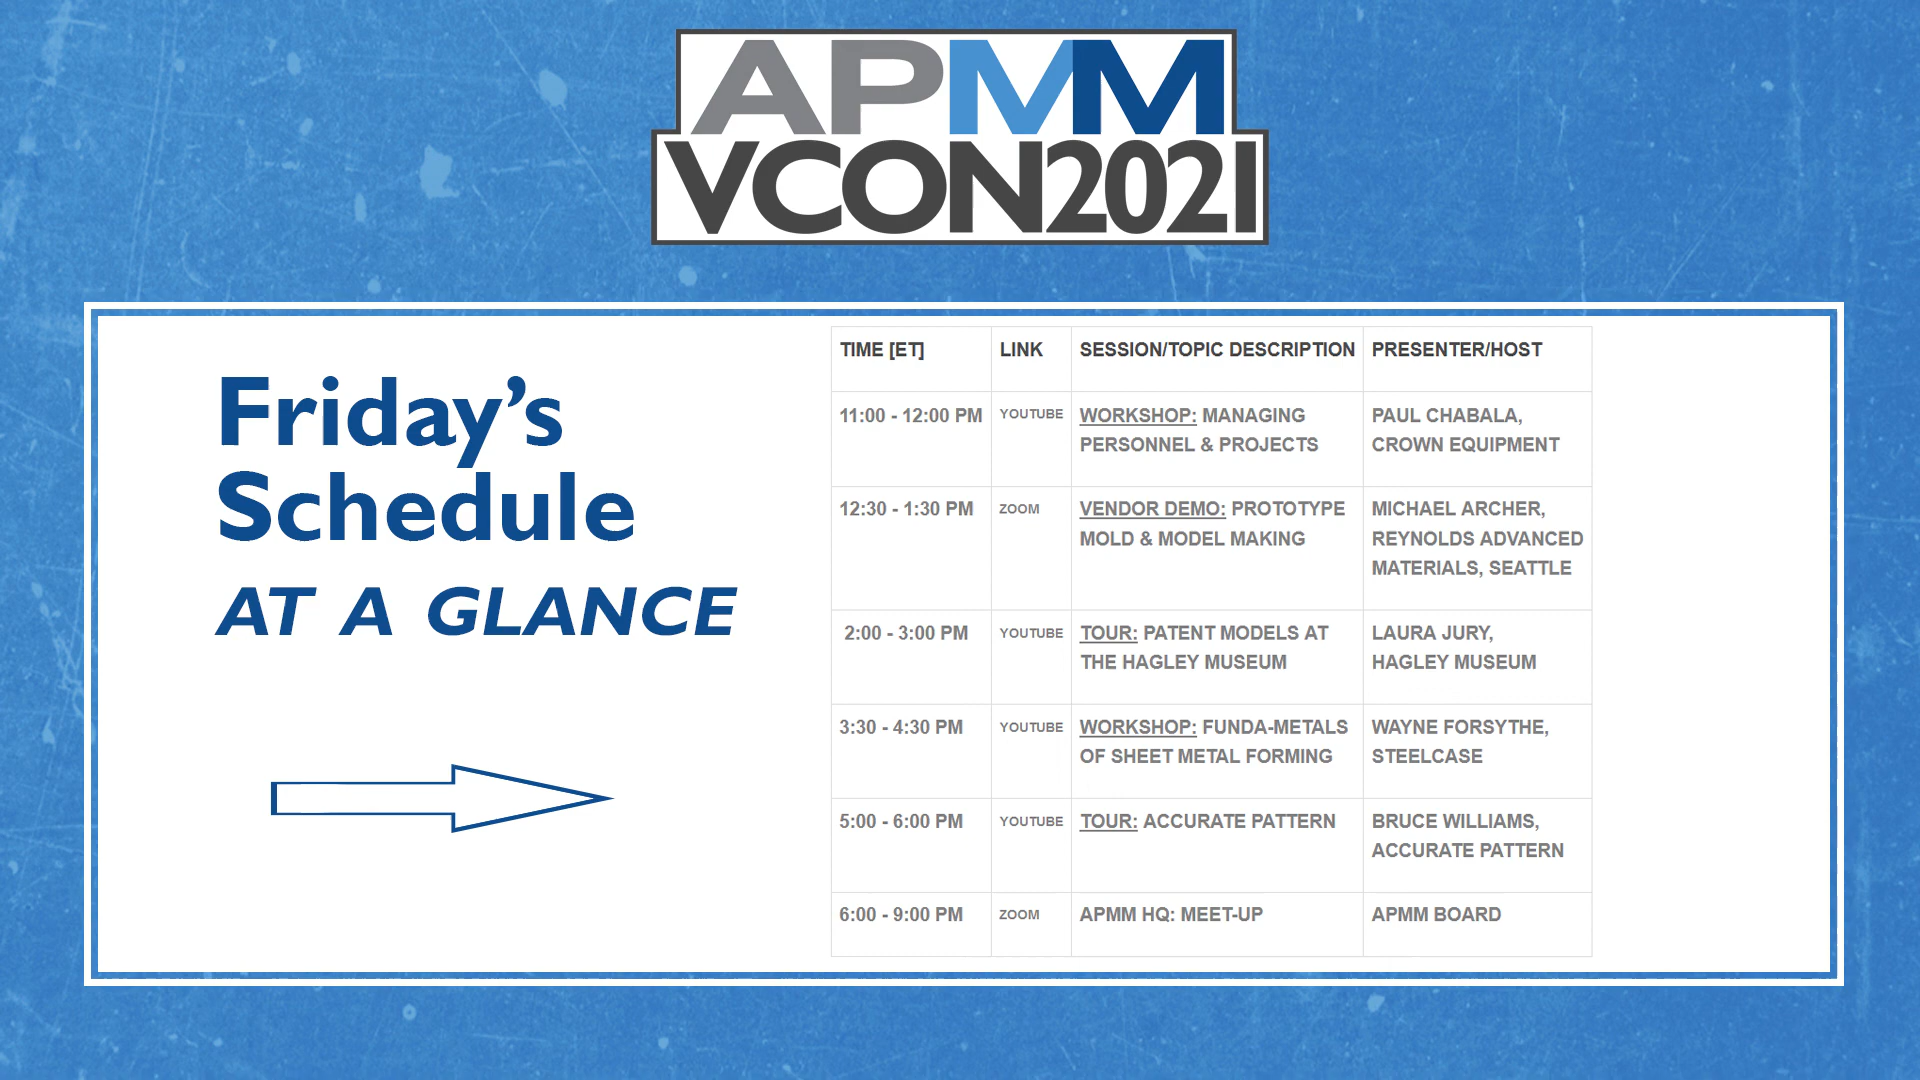 APMM
VCON2021
Friday’s
Schedule
AT A GLANCE
TIME [ET] LINK SESSION/TOPIC DESCRIPTION PRESENTER/HOST
11:00 - 12:00 PM YOUTUBE WORKSHOP: MANAGING PAUL CHABALA,
PERSONNEL & PROJECTS CROWN EQUIPMENT
12:30 - 1:30 PM ZOOM VENDOR DEMO: PROTOTYPE MICHAEL ARCHER,
MOLD & MODEL MAKING REYNOLDS ADVANCED
MATERIALS, SEATTLE
2:00 - 3:00 PM YOUTUBE TOUR: PATENT MODELS AT LAURA JURY,
THE HAGLEY MUSEUM HAGLEY MUSEUM
3:30 - 4:30 PM YOUTUBE WORKSHOP: FUNDA-METALS WAYNE FORSYTHE,
OF SHEET METAL FORMING STEELCASE
5:00 - 6:00 PM YOUTUBE TOUR: ACCURATE PATTERN BRUCE WILLIAMS,
ACCURATE PATTERN
6:00 - 9:00 PM ZOOM APMM HQ: MEET-UP APMM BOARD